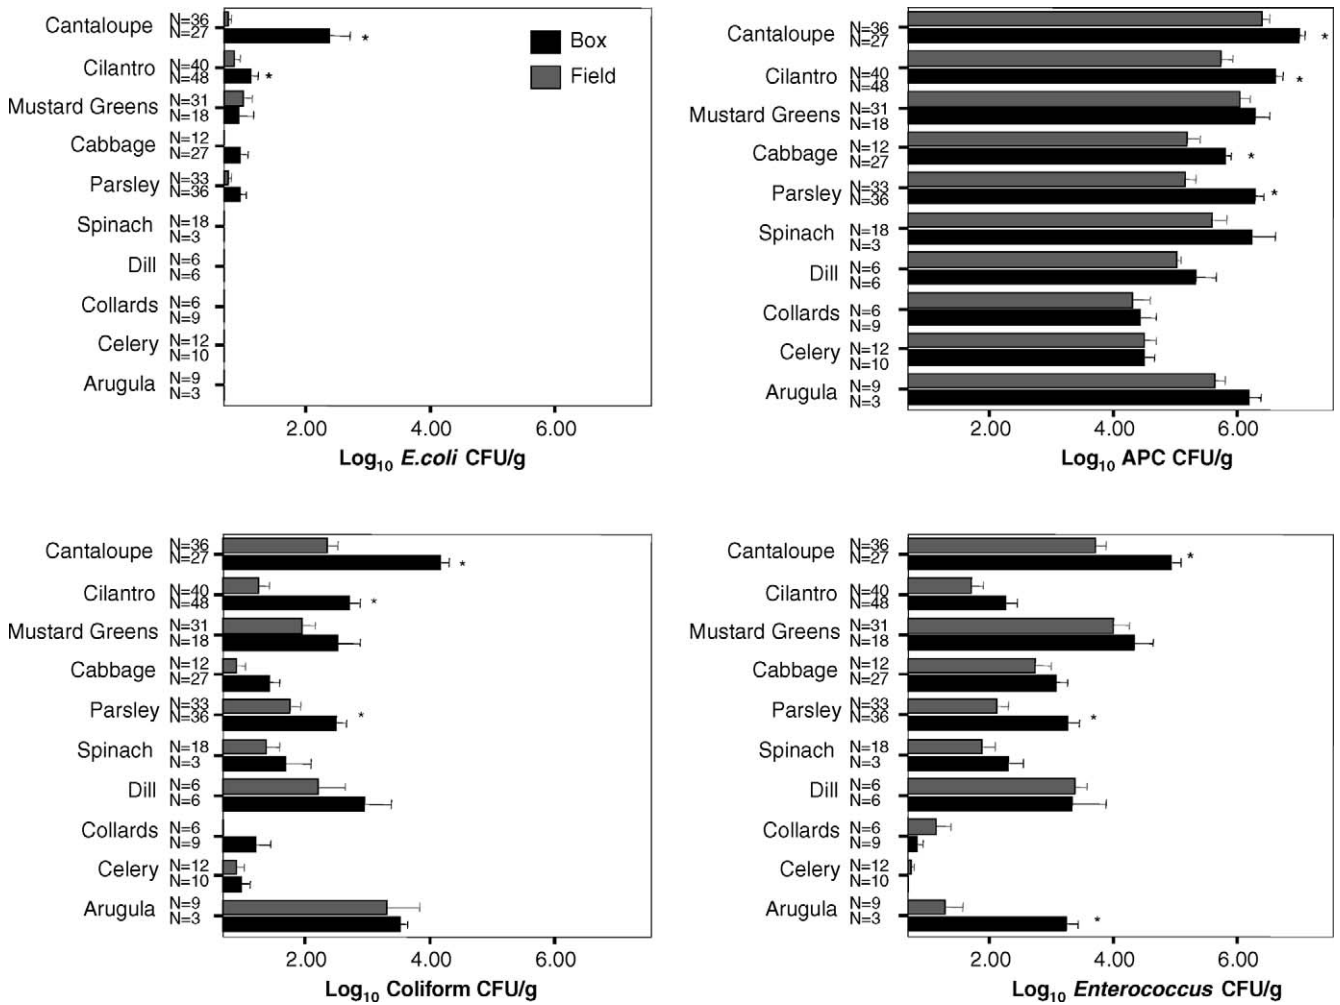 Cantaloupe N=36
N=27 *
Cilantro N=40
N=48 *
Mustard Greens N=31
N=18
Cabbage N=12
N=27
Parsley N=33
N=36
Spinach N=18
N=3
Dill N=6
N=6
Collards N=6
N=9
Celery N=12
N=10
Arugula N=9
N=3
Box
Field
2.00 4.00 6.00
Log10 E.coli CFU/g
Cantaloupe N=36
N=27 *
Cilantro N=40
N=48 *
Mustard Greens N=31
N=18
Cabbage N=12
N=27 *
Parsley N=33
N=36 *
Spinach N=18
N=3
Dill N=6
N=6
Collards N=6
N=9
Celery N=12
N=10
Arugula N=9
N=3
2.00 4.00 6.00
Log10 APC CFU/g
Cantaloupe N=36
N=27 *
Cilantro N=40
N=48 *
Mustard Greens N=31
N=18
Cabbage N=12
N=27
Parsley N=33
N=36 *
Spinach N=18
N=3
Dill N=6
N=6
Collards N=6
N=9
Celery N=12
N=10
Arugula N=9
N=3
2.00 4.00 6.00
Log10 Coliform CFU/g
Cantaloupe N=36
N=27 *
Cilantro N=40
N=48
Mustard Greens N=31
N=18
Cabbage N=12
N=27
Parsley N=33
N=36 *
Spinach N=18
N=3
Dill N=6
N=6
Collards N=6
N=9
Celery N=12
N=10
Arugula N=9
N=3 *
2.00 4.00 6.00
Log10 Enterococcus CFU/g